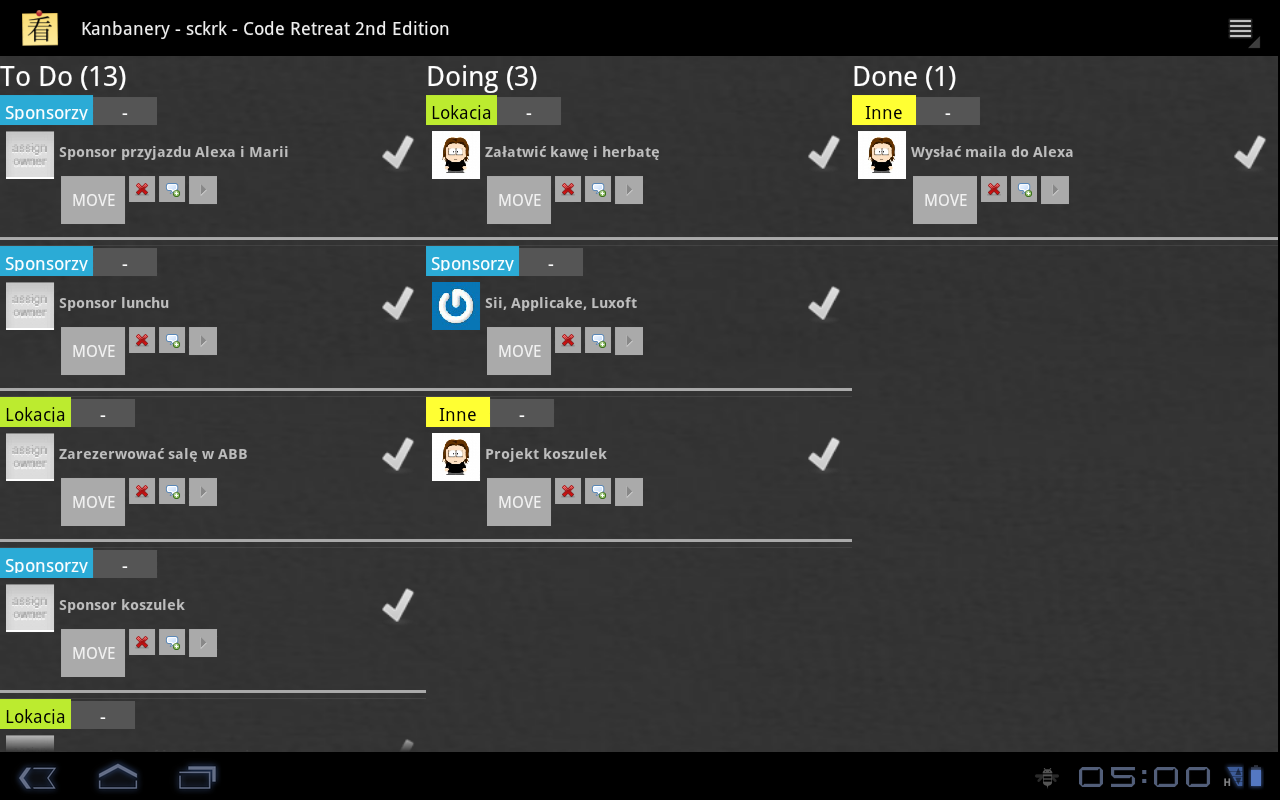 看 Kanbanery - sckrk - Code Retreat 2nd Edition
To Do (13)
Sponsorzy -
assign owner Sponsor przyjazdu Alexa i Marii
MOVE
Sponsorzy -
assign owner Sponsor lunchu
MOVE
Lokacja -
assign owner Zarezerwować salę w ABB
MOVE
Sponsorzy -
assign owner Sponsor koszulek
MOVE
Lokacja -
Doing (3)
Lokacja -
Załatwić kawę i herbatę
MOVE
Sponsorzy -
Sii, Applicake, Luxoft
MOVE
Inne -
Projekt koszulek
MOVE
Done (1)
Inne -
Wysłać maila do Alexa
MOVE
05:00
H